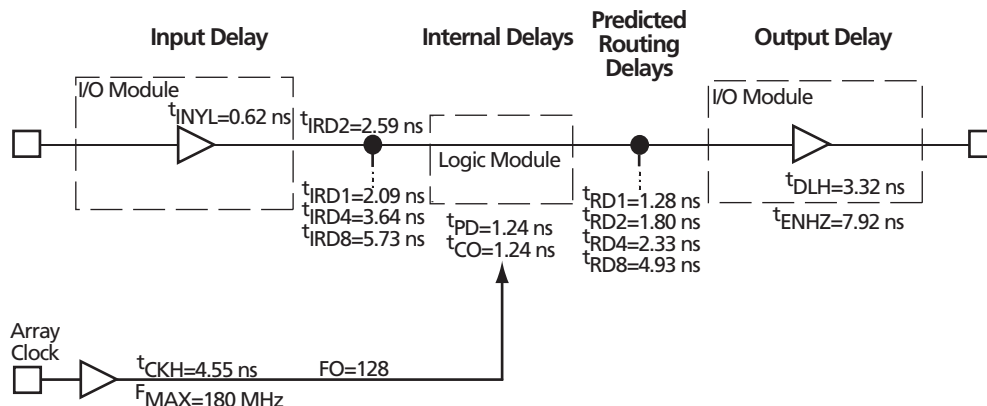 Input Delay
Internal Delays
Predicted
Routing
Delays
Output Delay
I/O Module
tINYL=0.62 ns
tIRD2=2.59 ns
Logic Module
I/O Module
tIRD1=2.09 ns
tIRD4=3.64 ns
tIRD8=5.73 ns
tPD=1.24 ns
tCO=1.24 ns
tRD1=1.28 ns
tRD2=1.80 ns
tRD4=2.33 ns
tRD8=4.93 ns
tDLH=3.32 ns
tENHZ=7.92 ns
Array
Clock
tCKH=4.55 ns
FO=128
FMAX=180 MHz